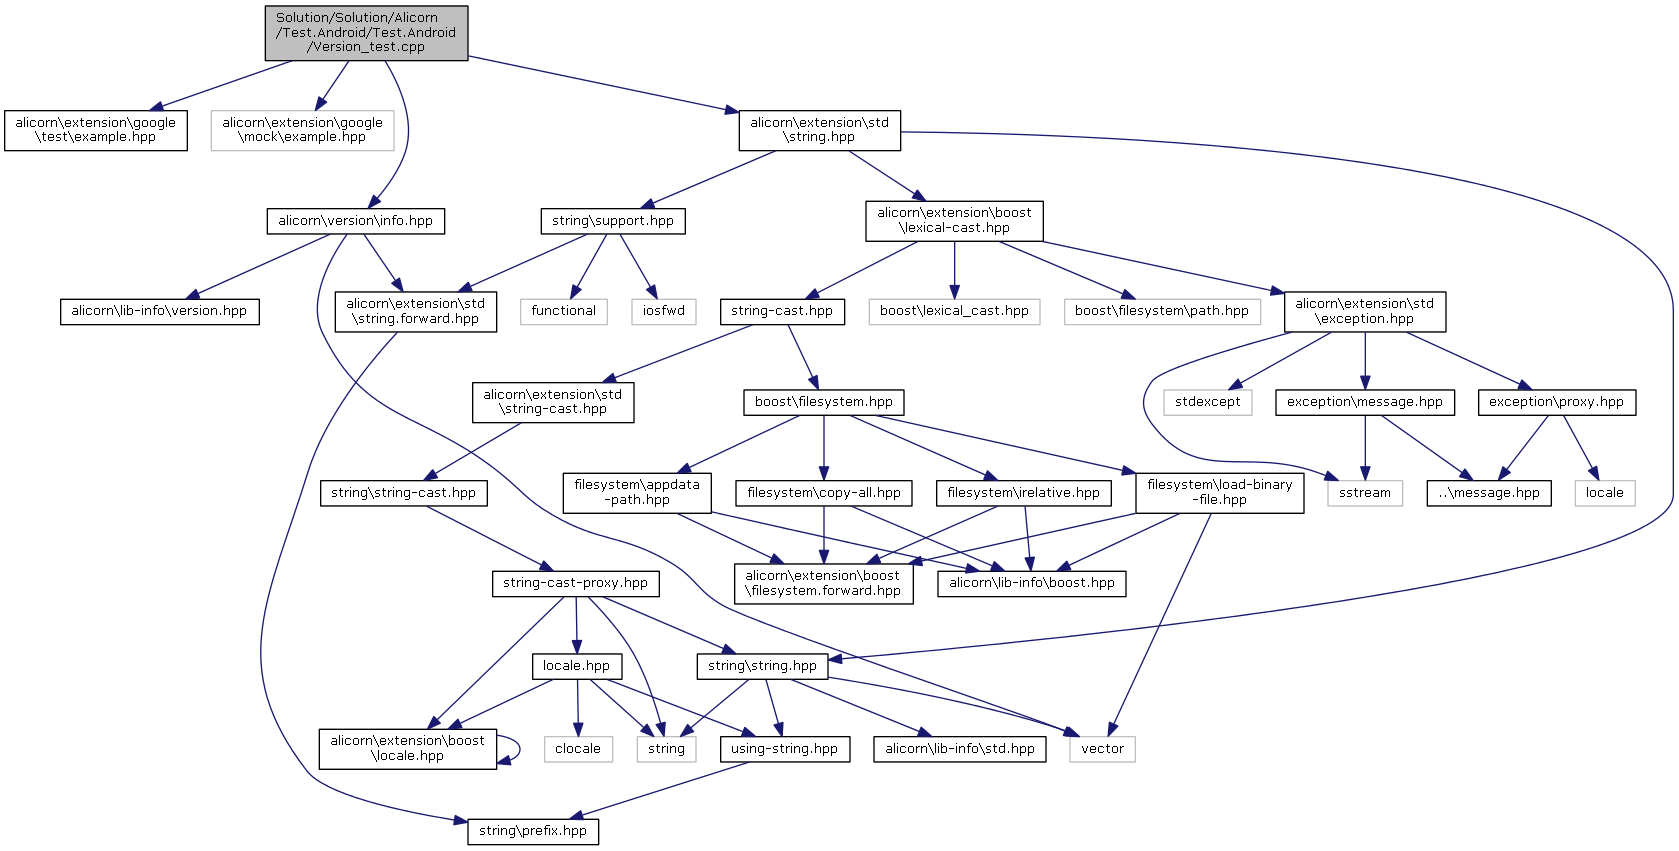 Solution/Solution/Alicorn
/Test.Android/Test.Android
/Version_test.cpp
alicorn\extension\google
\test\example.hpp
alicorn\extension\google
\mock\example.hpp
alicorn\extension\std
\string.hpp
alicorn\version\info.hpp
string\support.hpp
alicorn\extension\boost
\lexical-cast.hpp
alicorn\lib-info\version.hpp
alicorn\extension\std
\string.forward.hpp
functional
iosfwd
string-cast.hpp
boost\lexical_cast.hpp
boost\filesystem\path.hpp
alicorn\extension\std
\exception.hpp
alicorn\extension\std
\string-cast.hpp
boost\filesystem.hpp
stdexcept
exception\message.hpp
exception\proxy.hpp
string\string-cast.hpp
filesystem\appdata
-path.hpp
filesystem\copy-all.hpp
filesystem\irelative.hpp
filesystem\load-binary
-file.hpp
sstream
..\message.hpp
locale
string-cast-proxy.hpp
alicorn\extension\boost
\filesystem.forward.hpp
alicorn\lib-info\boost.hpp
locale.hpp
string\string.hpp
alicorn\extension\boost
\locale.hpp
clocale
string
using-string.hpp
alicorn\lib-info\std.hpp
vector
string\prefix.hpp